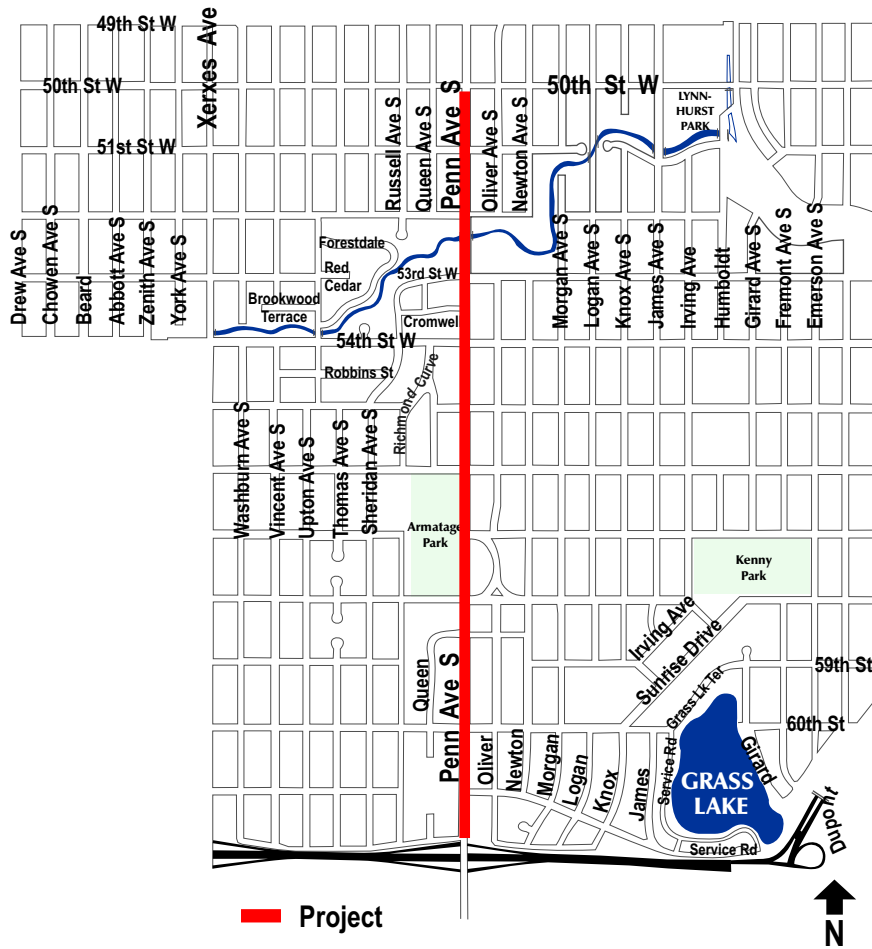 49th St W
Xerxes Ave
50th St W
50th St W
LYNN-
HURST
PARK
51st St W
Russell Ave S
Queen Ave S
Penn Ave S
Oliver Ave S
Newton Ave S
Drew Ave S
Chowen Ave S
Beard
Abbott Ave S
Zenith Ave S
York Ave S
Forestdale
Red
Cedar
53rd St W
Brookwood
Terrace
Cromwell
54th St W
Robbins St
Richmond Curve
Morgan Ave S
Logan Ave S
Knox Ave S
James Ave S
Irving Ave
Humboldt
Girard Ave S
Fremont Ave S
Emerson Ave S
Washburn Ave S
Vincent Ave S
Upton Ave S
Thomas Ave S
Sheridan Ave S
Armatage
Park
Kenny
Park
Irving Ave
Sunrise Drive
Grass Lk Ter
59th St
60th St
Queen
Penn Ave S
Oliver
Newton
Morgan
Logan
Knox
James
Service Rd
GRASS
LAKE
Girard
Service Rd
Dupont
Project
N